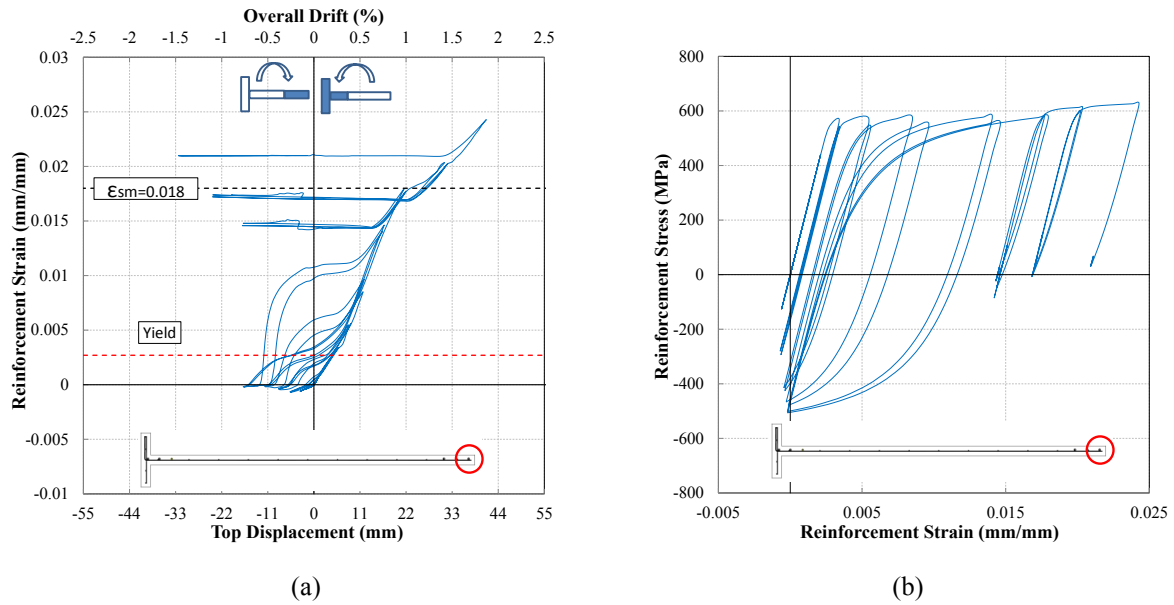 Overall Drift (%)
-2.5 -2 -1.5 -1 -0.5 0 0.5 1 1.5 2 2.5
Reinforcement Strain (mm/mm)
0.03
0.025
0.02
0.015
0.01
0.005
0
-0.005
-0.01
εsm=0.018
Yield
-55 -44 -33 -22 -11 0 11 22 33 44 55
Top Displacement (mm)
(a)
Reinforcement Stress (MPa)
800
600
400
200
0
-200
-400
-600
-800
-0.005 0.005 0.015 0.025
Reinforcement Strain (mm/mm)
(b)